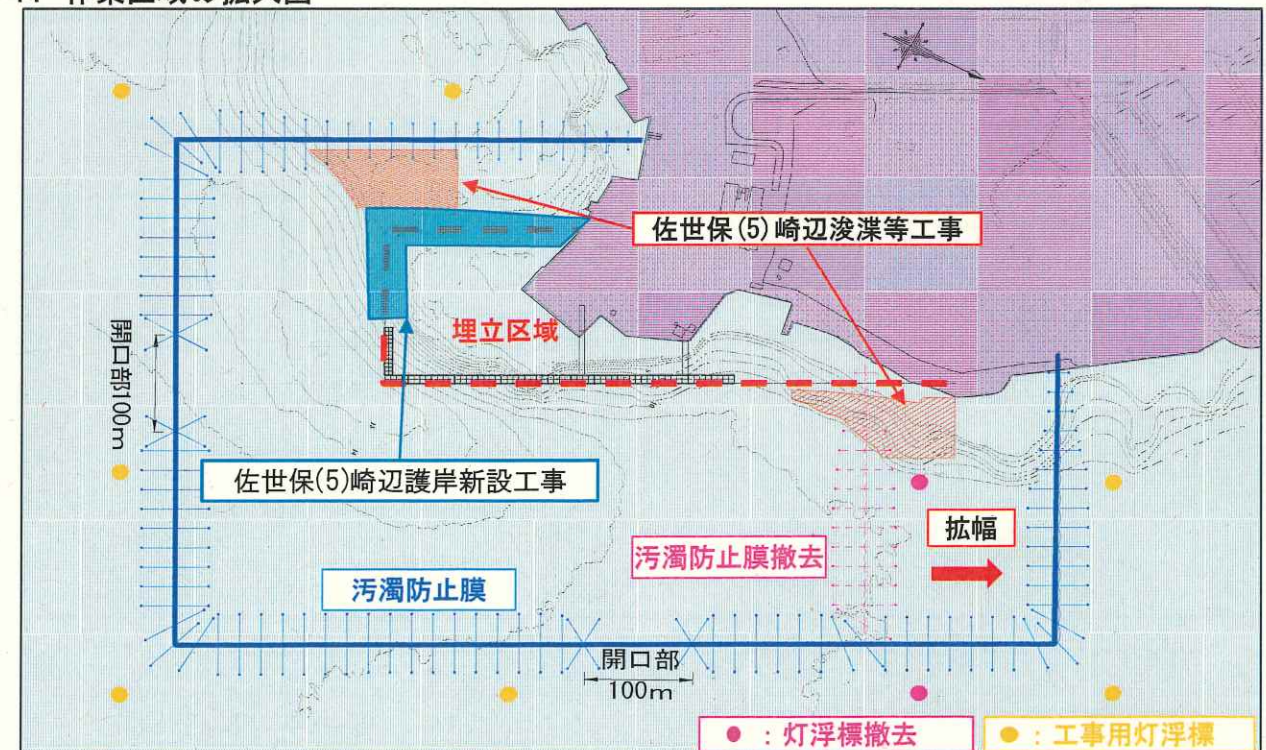 佐世保(5)崎辺浚渫等工事
埋立区域
開口部100m
佐世保(5)崎辺護岸新設工事
拡幅
汚濁防止膜撤去
汚濁防止膜
開口部
100m
●：灯浮標撤去
●：工事用灯浮標